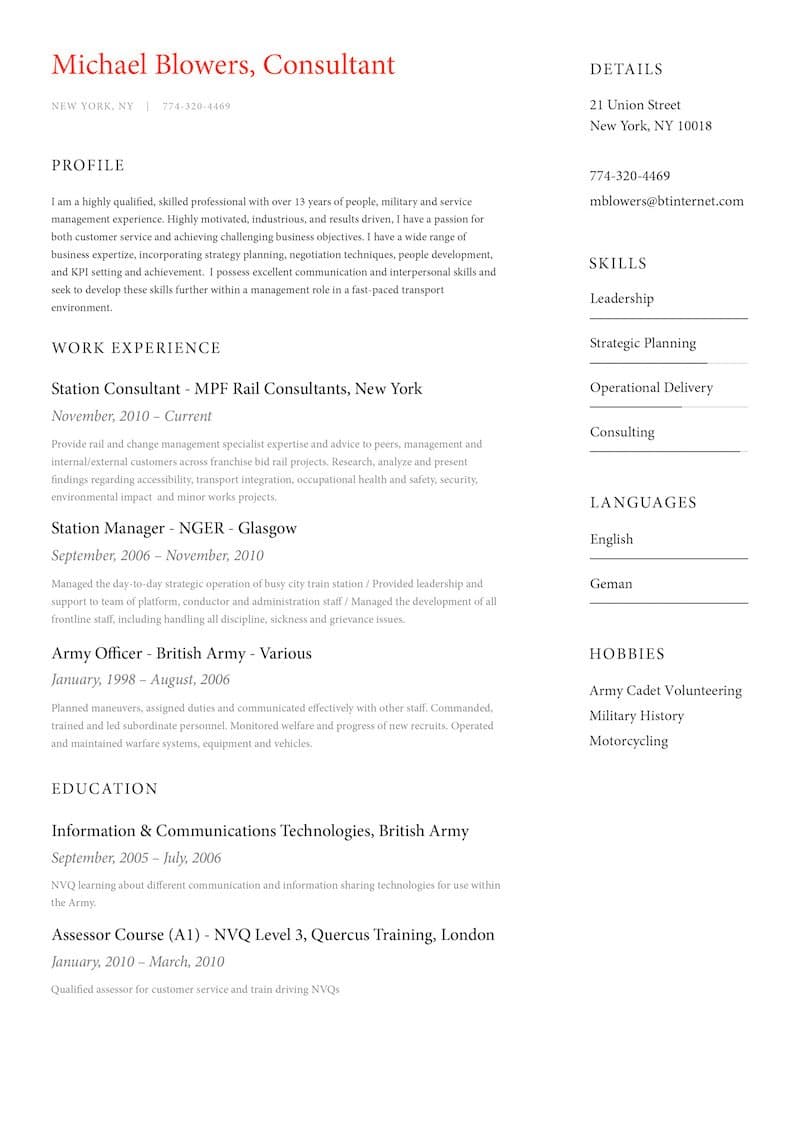 Michael Blowers, Consultant
NEW YORK, NY | 774-320-4469
PROFILE
I am a highly qualified, skilled professional with over 13 years of people, military and service
management experience. Highly motivated, industrious, and results driven, I have a passion for
both customer service and achieving challenging business objectives. I have a wide range of
business expertize, incorporating strategy planning, negotiation techniques, people development,
and KPI setting and achievement. I possess excellent communication and interpersonal skills and
seek to develop these skills further within a management role in a fast-paced transport
environment.
WORK EXPERIENCE
Station Consultant - MPF Rail Consultants, New York
November, 2010 – Current
Provide rail and change management specialist expertise and advice to peers, management and
internal/external customers across franchise bid rail projects. Research, analyze and present
findings regarding accessibility, transport integration, occupational health and safety, security,
environmental impact and minor works projects.
Station Manager - NGER - Glasgow
September, 2006 – November, 2010
Managed the day-to-day strategic operation of busy city train station / Provided leadership and
support to team of platform, conductor and administration staff / Managed the development of all
frontline staff, including handling all discipline, sickness and grievance issues.
Army Officer - British Army - Various
January, 1998 – August, 2006
Planned maneuvers, assigned duties and communicated effectively with other staff. Commanded,
trained and led subordinate personnel. Monitored welfare and progress of new recruits. Operated
and maintained warfare systems, equipment and vehicles.
EDUCATION
Information & Communications Technologies, British Army
September, 2005 – July, 2006
NVQ learning about different communication and information sharing technologies for use within
the Army.
Assessor Course (A1) - NVQ Level 3, Quercus Training, London
January, 2010 – March, 2010
Qualified assessor for customer service and train driving NVQs
DETAILS
21 Union Street
New York, NY 10018
774-320-4469
mblowers@btinternet.com
SKILLS
Leadership
Strategic Planning
Operational Delivery
Consulting
LANGUAGES
English
Geman
HOBBIES
Army Cadet Volunteering
Military History
Motorcycling